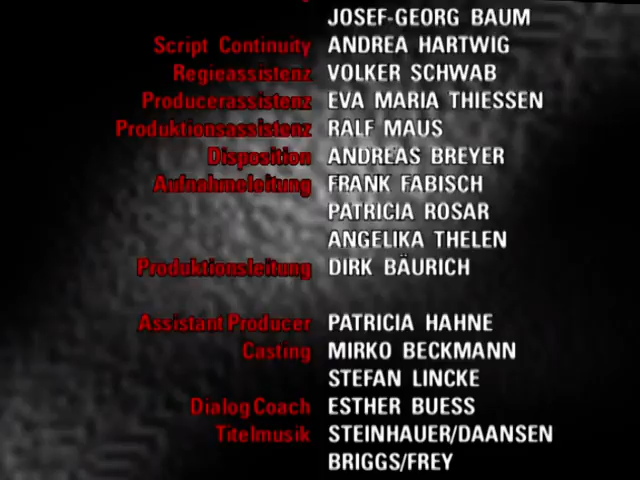 JOSEF-GEORG BAUM
Script Continuity ANDREA HARTWIG
Regieassistenz VOLKER SCHWAB
Producerassistenz EVA MARIA THIESSEN
Produktionsassistenz RALF MAUS
Disposition ANDREAS BREYER
Aufnahmeleitung FRANK FABISCH
PATRICIA ROSAR
ANGELIKA THELEN
Produktionsleitung DIRK BÄURICH
Assistant Producer PATRICIA HAHNE
Casting MIRKO BECKMANN
STEFAN LINCKE
Dialog Coach ESTHER BUESS
Titelmusik STEINHAUER/DAANSEN
BRIGGS/FREY